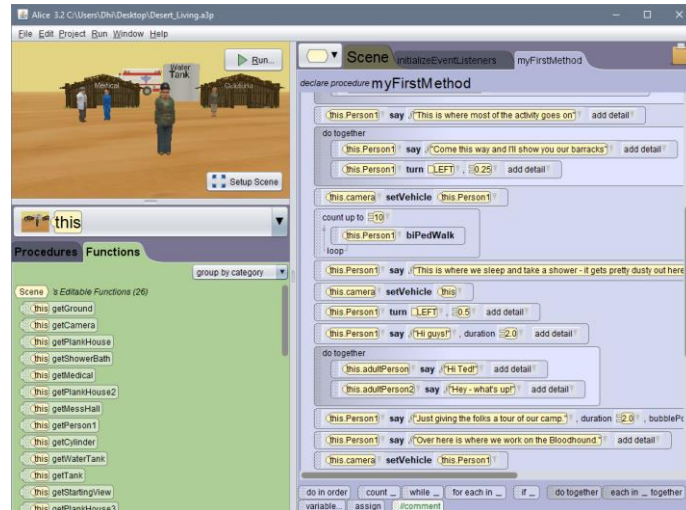 Alice 3.2 C:\Users\Dhi\Desktop\Desert_Living.a3p
File Edit Project Run Window Help
Run...
Water
Tank
Medical
Setup Scene
this
Procedures Functions
group by category
Scene 's Editable Functions (26)
this getGround
this getCamera
this getPlankHouse
this getShowerBath
this getMedical
this getPlankHouse2
this getMessHall
this getPerson1
this getCylinder
this getWaterTank
this getTank
this getStartingView
this getPlankHouse3
Scene initializeEventListeners myFirstMethod
declare procedure myFirstMethod
this.Person1 say "This is where most of the activity goes on" add detail
do together
this.Person1 say "Come this way and I'll show you our barracks" add detail
this.Person1 turn LEFT , 0.25 add detail
this.camera setVehicle this.Person1
count up to 10
this.Person1 biPedWalk
loop
this.Person1 say "This is where we sleep and take a shower - it gets pretty dusty out here
this.camera setVehicle this
this.Person1 turn LEFT , 0.5 add detail
this.Person1 say "Hi guys!" , duration 2.0 add detail
do together
this.adultPerson say "Hi Ted!" add detail
this.adultPerson2 say "Hey - what's up!" add detail
this.Person1 say "Just giving the folks a tour of our camp." , duration 2.0 , bubblePo
this.Person1 say "Over here is where we work on the Bloodhound." add detail
this.camera setVehicle this.Person1
do in order count _ while _ for each in _ if _ do together each in _ together
variable... assign //comment